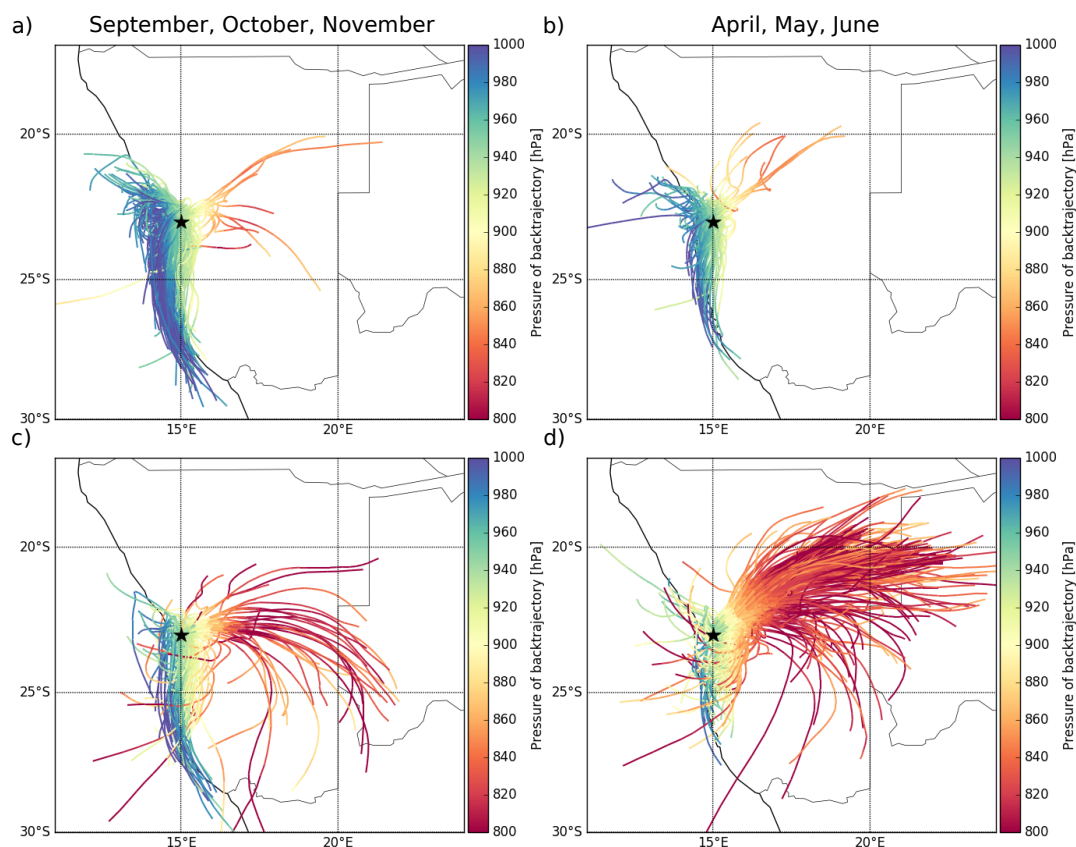 a)
September, October, November
b)
April, May, June
20°S
25°S
30°S
15°E
20°E
1000
980
960
940
920
900
880
860
840
820
800
Pressure of backtrajectory [hPa]
20°S
25°S
30°S
15°E
20°E
1000
980
960
940
920
900
880
860
840
820
800
Pressure of backtrajectory [hPa]
c)
d)
20°S
25°S
30°S
15°E
20°E
1000
980
960
940
920
900
880
860
840
820
800
Pressure of backtrajectory [hPa]
20°S
25°S
30°S
15°E
20°E
1000
980
960
940
920
900
880
860
840
820
800
Pressure of backtrajectory [hPa]